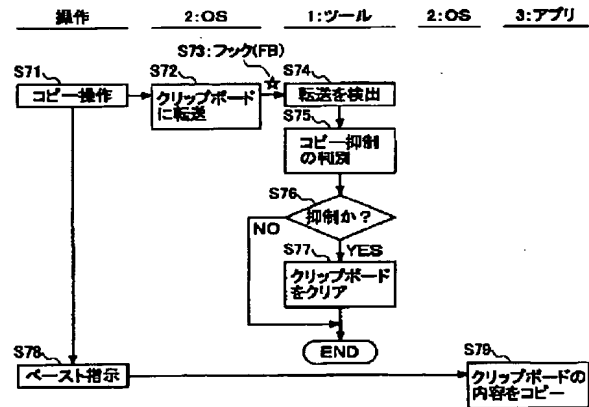 操作 2:OS 1:ツール 2:OS 3:アプリ
S73:フック(FB)
S71 S72 S74
コピー操作 クリップボード 転送を検出
に転送
S75
コピー抑制
の判別
S76
抑制か？
NO YES
S77
クリップボード
をクリア
END
S78 S79
ペースト指示 クリップボードの
内容をコピー